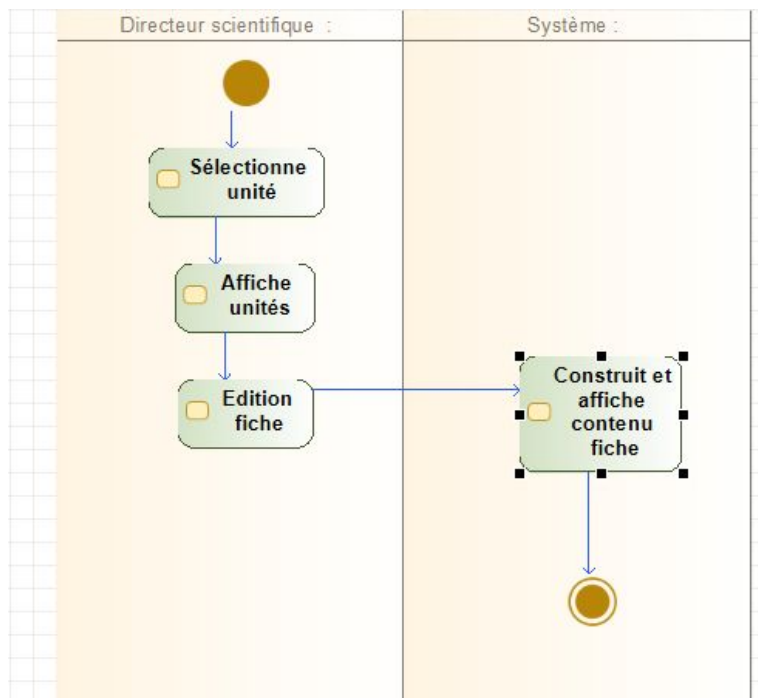 Directeur scientifique :
Système :
Sélectionne
unité
Affiche
unités
Edition
fiche
Construit et
affiche
contenu
fiche